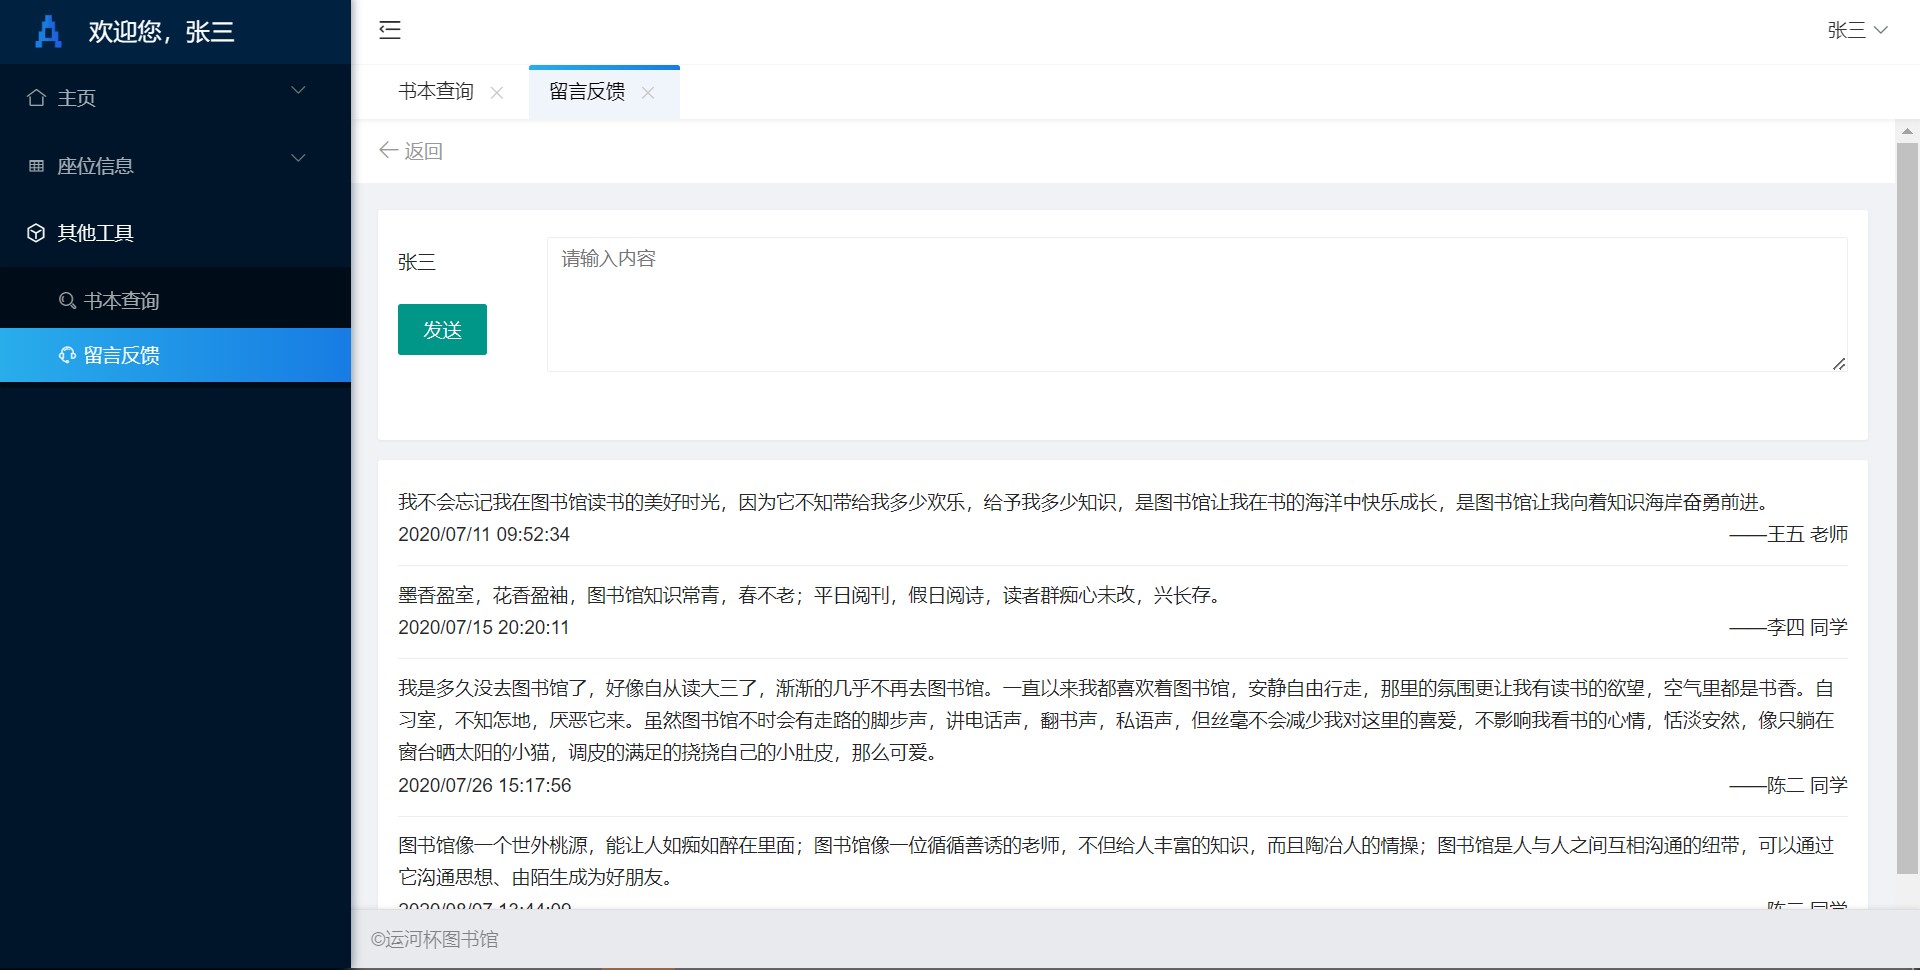 欢迎您，张三
张三
主页
座位信息
其他工具
书本查询
留言反馈
书本查询
留言反馈
返回
张三
请输入内容
发送
我不会忘记我在图书馆读书的美好时光，因为它不知带给我多少欢乐，给予我多少知识，是图书馆让我在书的海洋中快乐成长，是图书馆让我向着知识海岸奋勇前进。
2020/07/11 09:52:34
——王五 老师
墨香盈室，花香盈袖，图书馆知识常青，春不老；平日阅刊，假日阅诗，读者群痴心未改，兴长存。
2020/07/15 20:20:11
——李四 同学
我是多久没去图书馆了，好像自从读大三了，渐渐的几乎不再去图书馆。一直以来我都喜欢着图书馆，安静自由行走，那里的氛围更让我有读书的欲望，空气里都是书香。自
习室，不知怎地，厌恶它来。虽然图书馆不时会有走路的脚步声，讲电话声，翻书声，私语声，但丝毫不会减少我对这里的喜爱，不影响我看书的心情，恬淡安然，像只躺在
窗台晒太阳的小猫，调皮的满足的挠挠自己的小肚皮，那么可爱。
2020/07/26 15:17:56
——陈二 同学
图书馆像一个世外桃源，能让人如痴如醉在里面；图书馆像一位循循善诱的老师，不但给人丰富的知识，而且陶冶人的情操；图书馆是人与人之间互相沟通的纽带，可以通过
它沟通思想、由陌生成为好朋友。
©运河杯图书馆